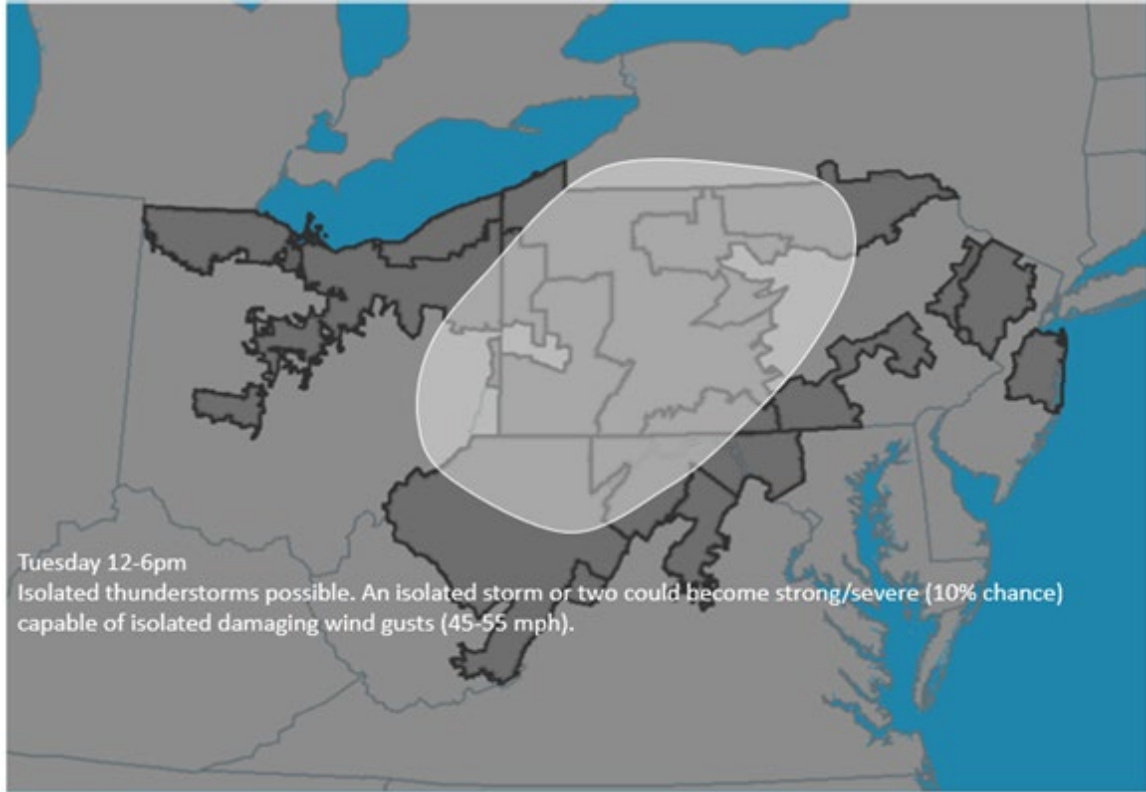 Tuesday 12-6pm
Isolated thunderstorms possible. An isolated storm or two could become strong/severe (10% chance)
capable of isolated damaging wind gusts (45-55 mph).